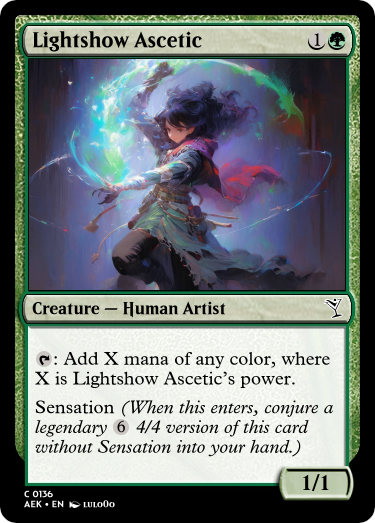 Lightshow Ascetic 1
Creature — Human Artist
: Add X mana of any color, where
X is Lightshow Ascetic's power.
Sensation (When this enters, conjure a
legendary 6 4/4 version of this card
without Sensation into your hand.)
1/1
C 0136
AEK • EN LULO0o